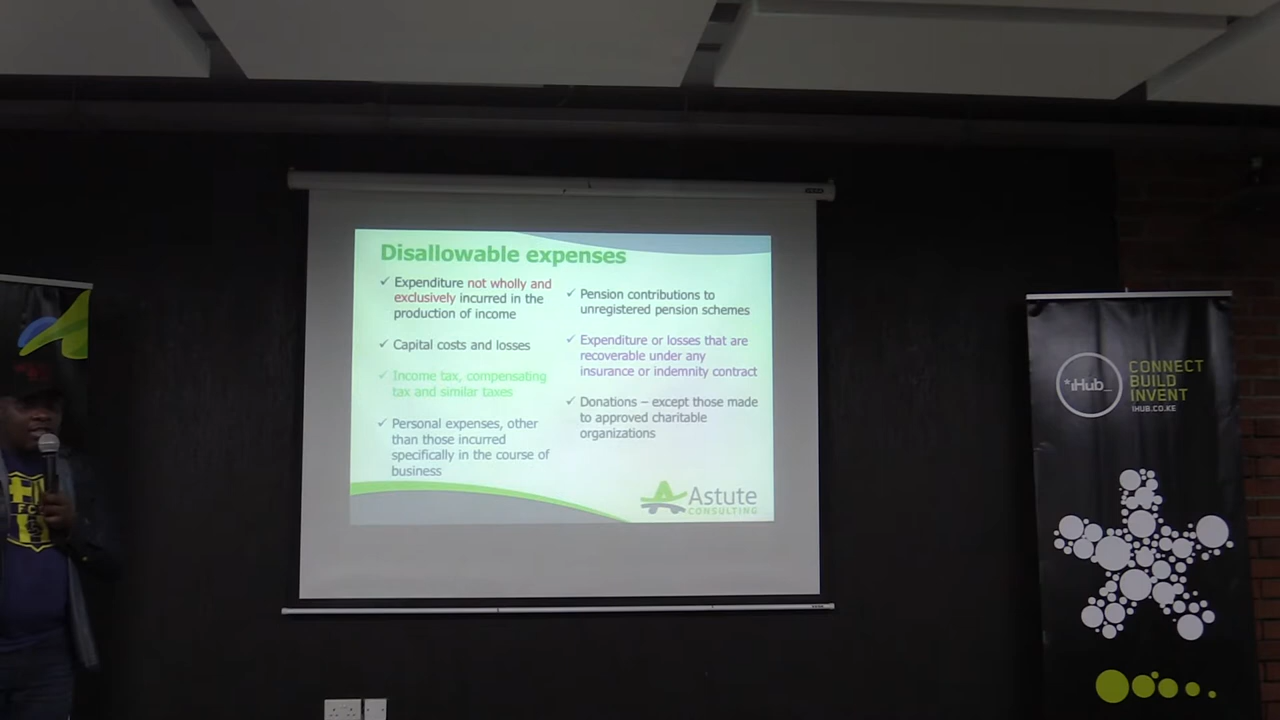 Disallowable expenses
✓ Expenditure not wholly and
exclusively incurred in the
production of income
✓ Capital costs and losses
✓ Income tax, compensating
tax and similar taxes
✓ Personal expenses, other
than those incurred
specifically in the course of
business
✓ Pension contributions to
unregistered pension schemes
✓ Expenditure or losses that are
recoverable under any
insurance or indemnity contract
✓ Donations – except those made
to approved charitable
organizations
Astute
CONSULTING
*iHub_
CONNECT
BUILD
INVENT
IHUB.CO.KE